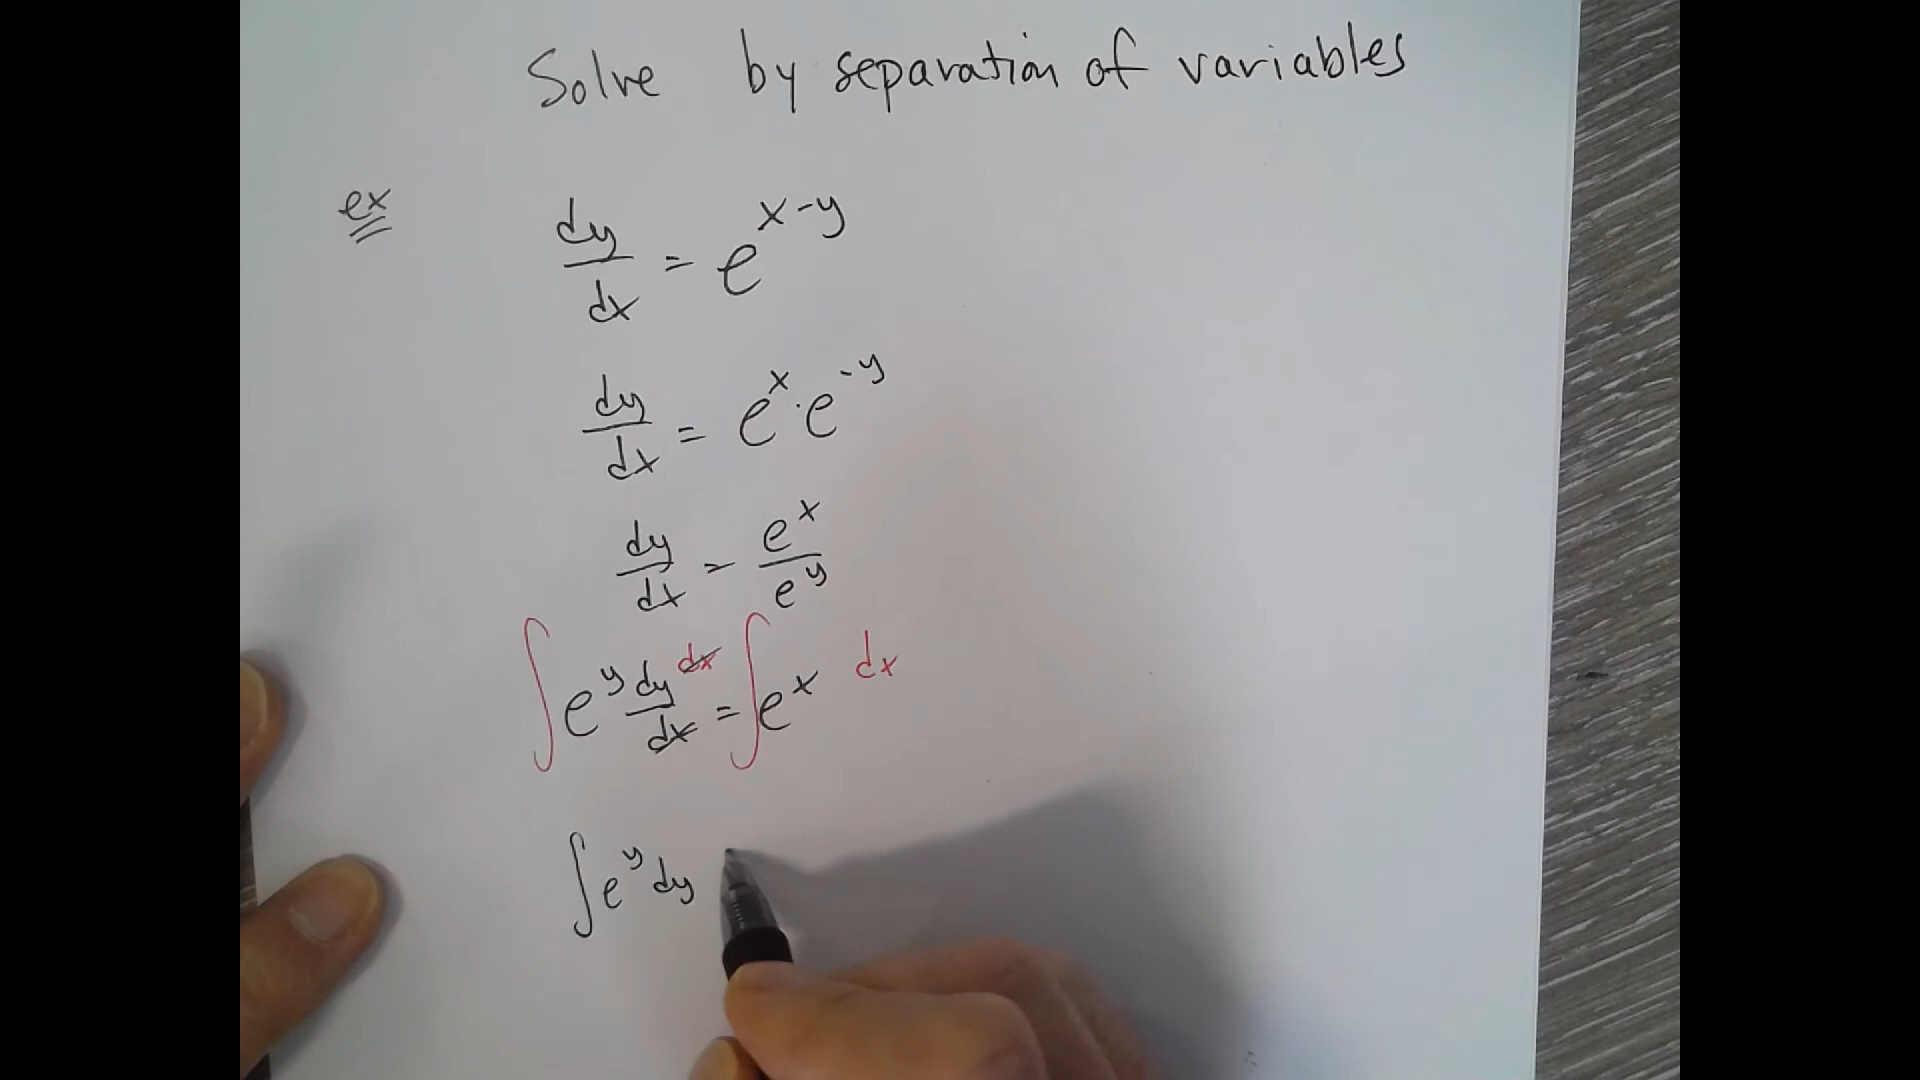 Solve by separation of variables
ex
dy/dx = e^(x-y)
dy/dx = e^x · e^(-y)
dy/dx = e^x/e^y
∫ e^y dy/dx dx = ∫ e^x dx
∫ e^y dy